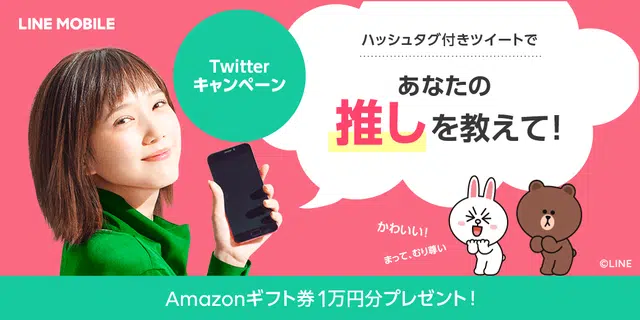 LINE MOBILE
Twitter
キャンペーン
ハッシュタグ付きツイートで
あなたの
推しを教えて!
かわいい!
まって、むり尊い
©LINE
Amazonギフト券1万円分プレゼント!